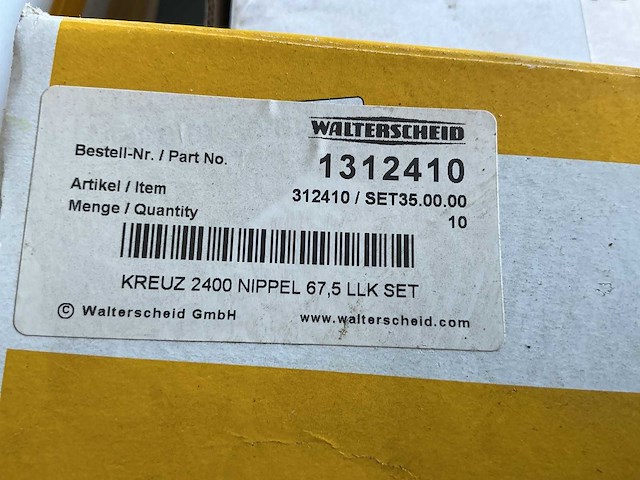 WALTERSCHEID
Bestell-Nr. / Part No. 1312410
Artikel / Item 312410 / SET35.00.00
Menge / Quantity 10
KREUZ 2400 NIPPEL 67,5 LLK SET
© Walterscheid GmbH www.walterscheid.com